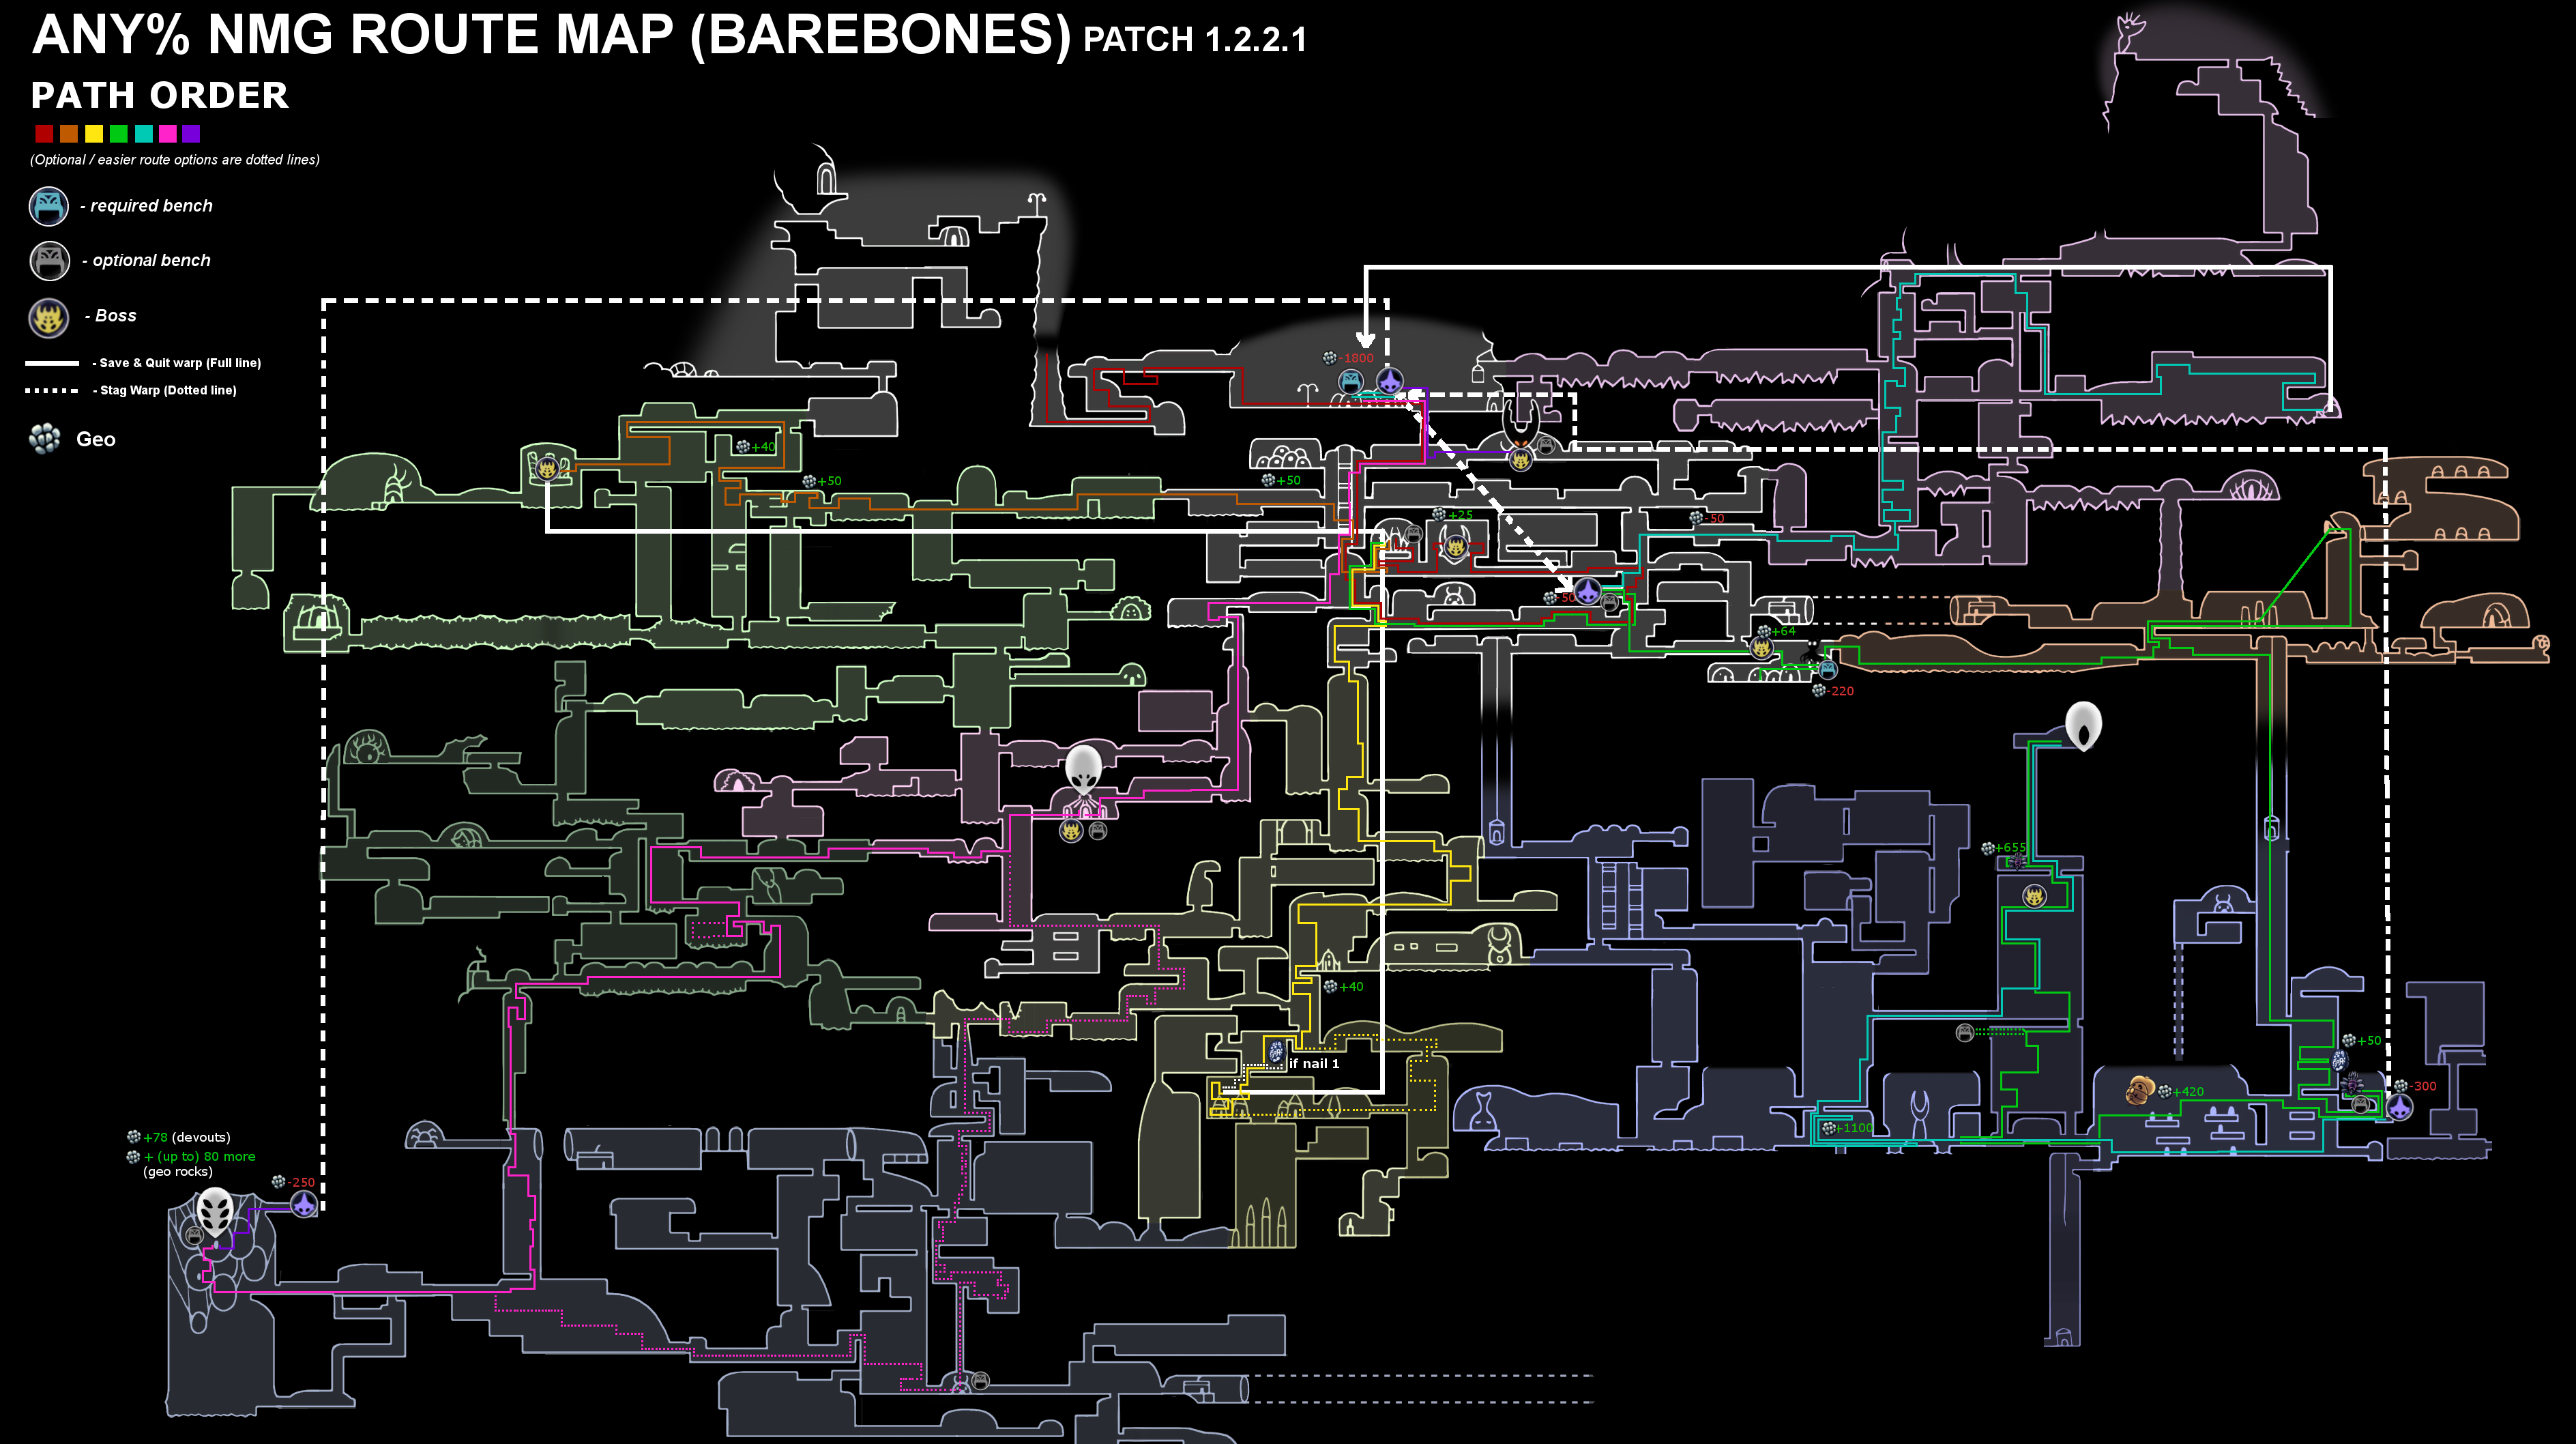 ANY% NMG ROUTE MAP (BAREBONES) PATCH 1.2.2.1
PATH ORDER
(Optional / easier route options are dotted lines)
- required bench
- optional bench
- Boss
- Save & Quit warp (Full line)
- Stag Warp (Dotted line)
Geo
-1800
+40
+50
+50
+25
-50
-50
+64
-220
+655
+40
if nail 1
+50
-300
+420
+1100
+78 (devouts)
+ (up to) 80 more
(geo rocks)
-250